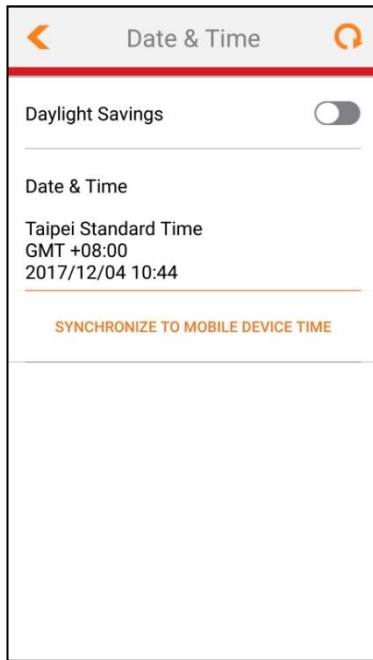 Date & Time
Daylight Savings
Date & Time
Taipei Standard Time
GMT +08:00
2017/12/04 10:44
SYNCHRONIZE TO MOBILE DEVICE TIME